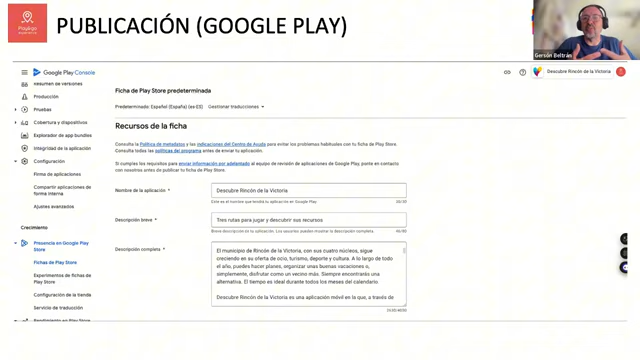 Play&go
experience
PUBLICACIÓN (GOOGLE PLAY)
Gersón Beltrán
Google Play Console
Descubre Rincón de la Victoria
Resumen de versiones
Producción
Pruebas
Cobertura y dispositivos
Explorador de app bundles
Integridad de la aplicación
Configuración
Firma de aplicaciones
Compartir aplicaciones de
forma interna
Ajustes avanzados
Crecimiento
Presencia en Google Play
Store
Fichas de Play Store
Experimentos de fichas de
Play Store
Configuración de la tienda
Servicio de traducción
Rendimiento en Play Store
Ficha de Play Store predeterminada
Predeterminada: Español (España) (es-ES)
Gestionar traducciones
Recursos de la ficha
Consulta la Política de metadatos y las indicaciones del Centro de Ayuda para evitar los problemas habituales con tu ficha de Play Store.
Consulta todas las políticas del programa antes de enviar tu aplicación.
Si cumples los requisitos para enviar información por adelantado al equipo de revisión de aplicaciones de Google Play, ponte en contacto
con nosotros antes de publicar tu ficha de Play Store.
Nombre de la aplicación *
Descubre Rincón de la Victoria
Este es el nombre que tendrá tu aplicación en Google Play.
30/30
Descripción breve *
Tres rutas para jugar y descubrir sus recursos
Breve descripción de tu aplicación. Los usuarios pueden mostrar la Descripción completa.
46/80
Descripción completa *
El municipio de Rincón de la Victoria, con sus cuatro núcleos, sigue
creciendo en su oferta de ocio, turismo, deporte y cultura. A lo largo de todo
el año, puedes hacer planes, organizar unas buenas vacaciones o,
simplemente, disfrutar como un vecino más. Siempre encontrarás una
alternativa. El tiempo es ideal durante todos los meses del calendario.
Descubre Rincón de la Victoria es una aplicación móvil en la que, a través de